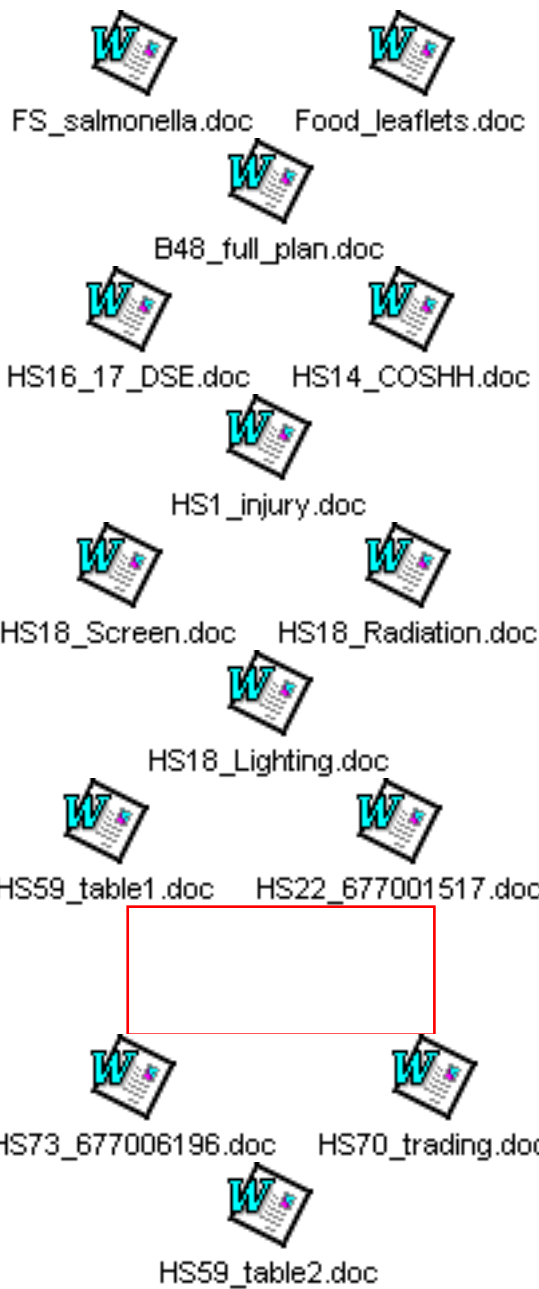 FS_salmonella.doc Food_leaflets.doc
B48_full_plan.doc
HS16_17_DSE.doc HS14_COSHH.doc
HS1_injury.doc
HS18_Screen.doc HS18_Radiation.doc
HS18_Lighting.doc
HS59_table1.doc HS22_677001517.doc
HS73_677006196.doc HS70_trading.doc
HS59_table2.doc